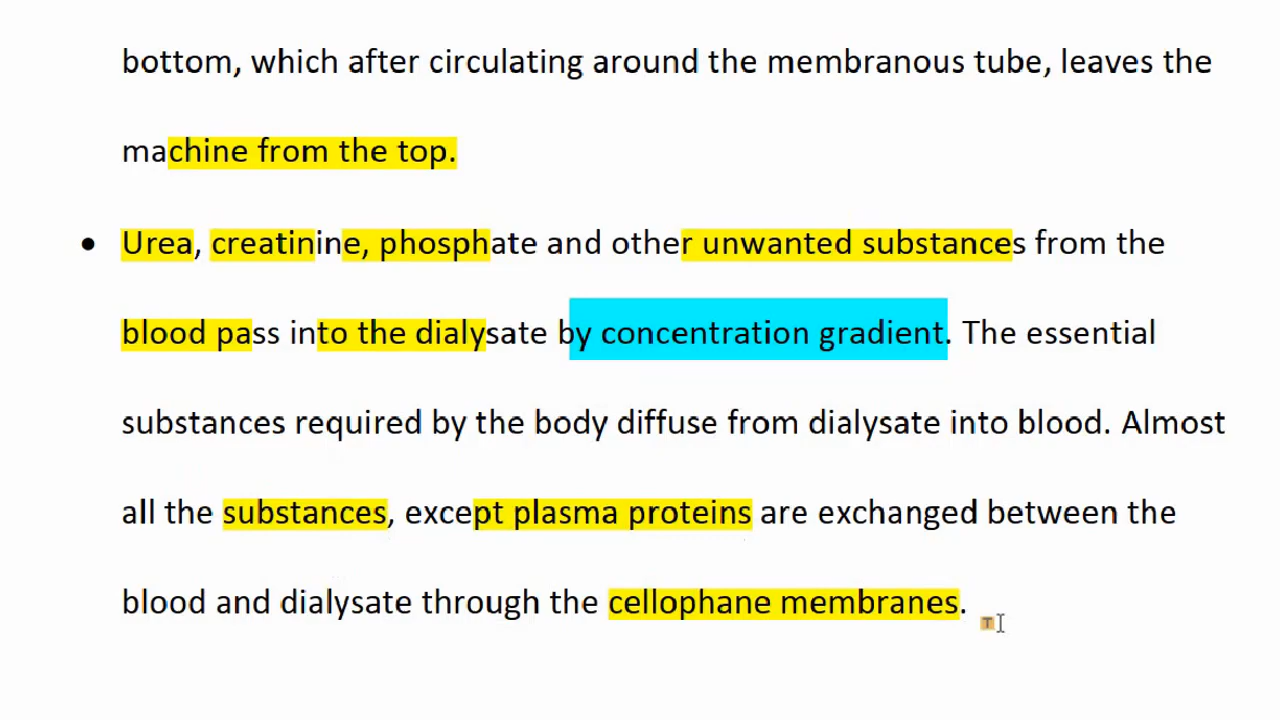 bottom, which after circulating around the membranous tube, leaves the
machine from the top.
• Urea, creatinine, phosphate and other unwanted substances from the
blood pass into the dialysate by concentration gradient. The essential
substances required by the body diffuse from dialysate into blood. Almost
all the substances, except plasma proteins are exchanged between the
blood and dialysate through the cellophane membranes.